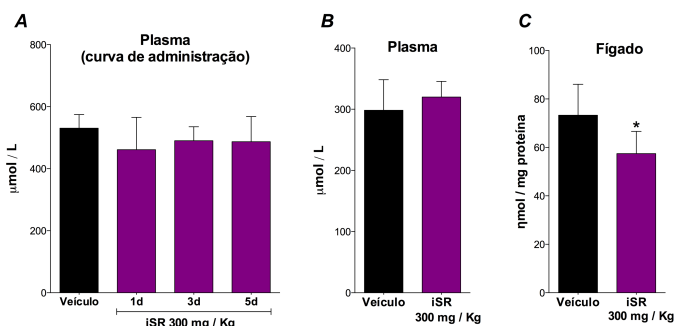 A
Plasma
(curva de administração)
μmol / L
800
600
400
200
0
Veículo
1d
3d
5d
iSR 300 mg / Kg
B
Plasma
μmol / L
400
300
200
100
0
Veículo
iSR
300 mg / Kg
C
Fígado
ηmol / mg proteína
100
80
60
40
20
0
*
Veículo
iSR
300 mg / Kg